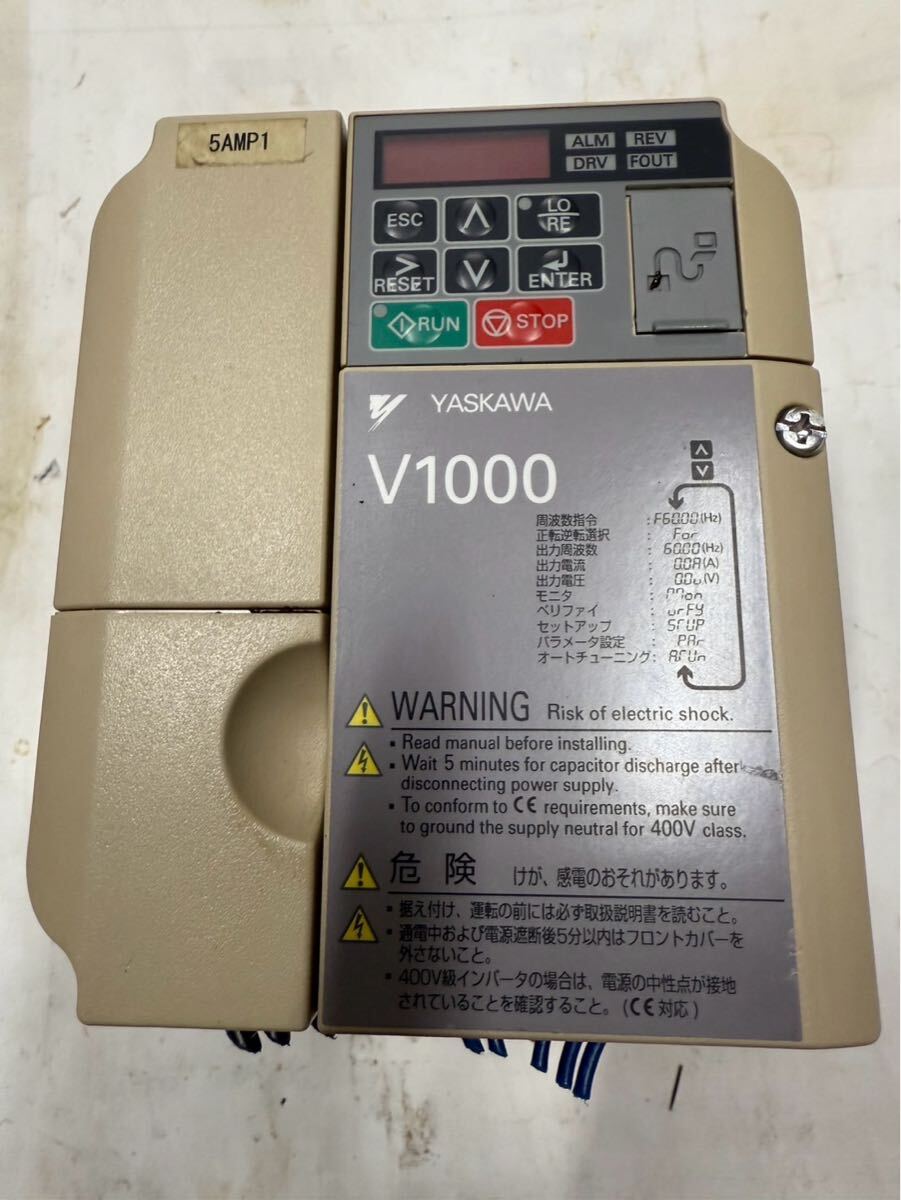 5AMP1
ALM REV
DRV FOUT
ESC
LO
RE
RESET
ENTER
RUN
STOP
YASKAWA
V1000
周波数指令 : F60.00(Hz)
正転逆転選択 : For
出力周波数 : 60.00(Hz)
出力電流 : 0.0A(A)
出力電圧 : 0.0u(V)
モニタ : Mon
ベリファイ : urFy
セットアップ : STUP
パラメータ設定 : PAr
オートチューニング : ATUn
WARNING Risk of electric shock.
▪ Read manual before installing.
▪ Wait 5 minutes for capacitor discharge after
disconnecting power supply.
▪ To conform to CE requirements, make sure
to ground the supply neutral for 400V class.
危険 けが、感電のおそれがあります。
▪ 据え付け、運転の前には必ず取扱説明書を読むこと。
▪ 通電中および電源遮断後5分以内はフロントカバーを
外さないこと。
▪ 400V級インバータの場合は、電源の中性点が接地
されていることを確認すること。(CE対応)